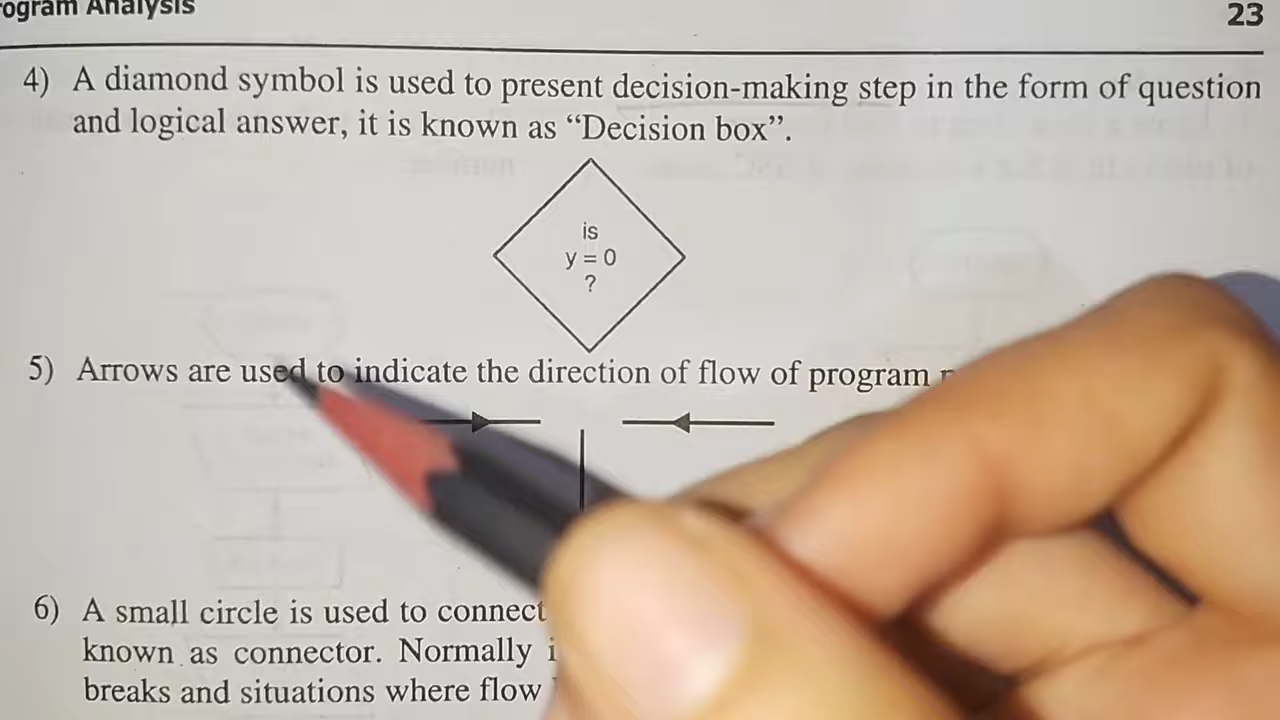 ogram Analysis
23
4) A diamond symbol is used to present decision-making step in the form of question
and logical answer, it is known as “Decision box”.
is
y = 0
?
5) Arrows are used to indicate the direction of flow of program
6) A small circle is used to connect
known as connector. Normally
breaks and situations where flow